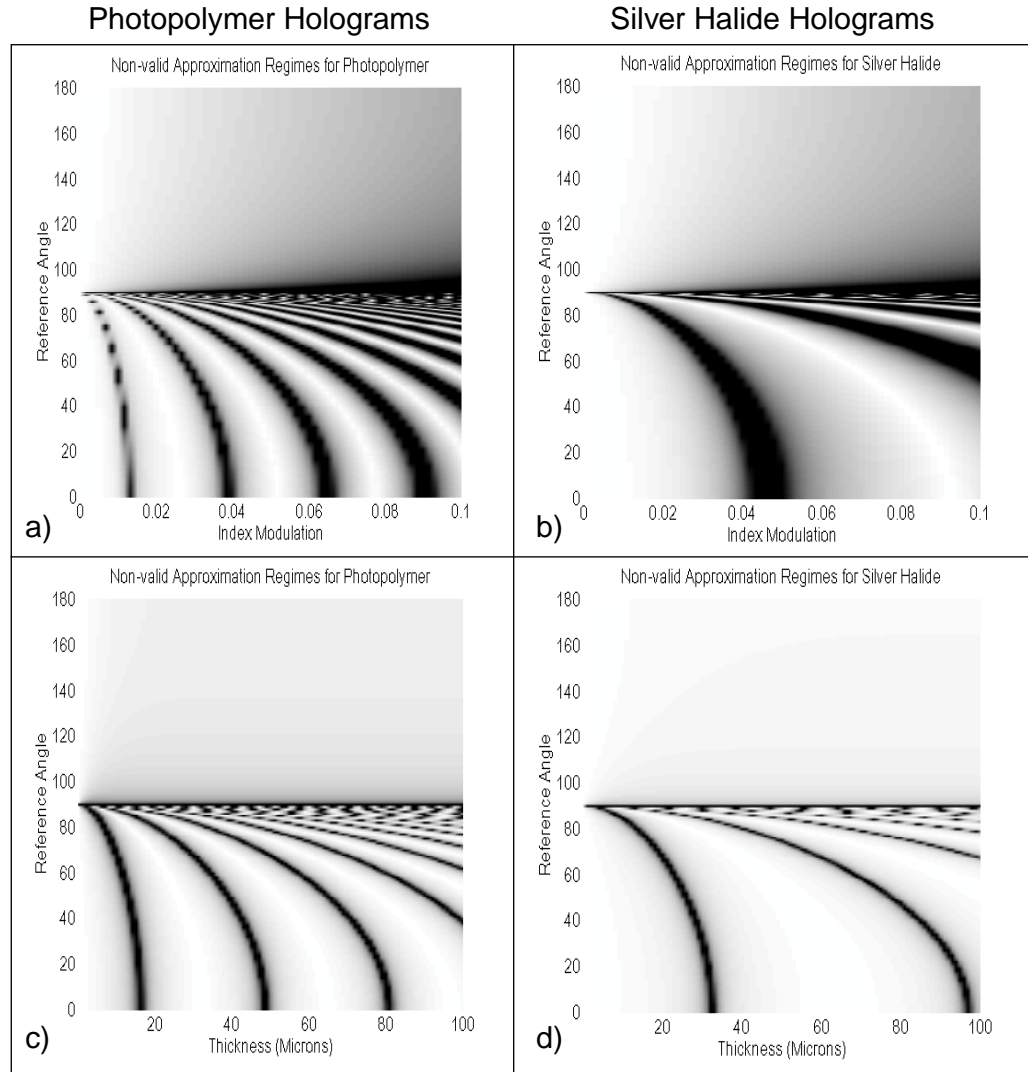 Photopolymer Holograms
Silver Halide Holograms
Non-valid Approximation Regimes for Photopolymer
180
160
140
120
100
80
60
40
20
0
Reference Angle
0 0.02 0.04 0.06 0.08 0.1
Index Modulation
a)
Non-valid Approximation Regimes for Silver Halide
180
160
140
120
100
80
60
40
20
0
Reference Angle
0.02 0.04 0.06 0.08 0.1
Index Modulation
b)
Non-valid Approximation Regimes for Photopolymer
180
160
140
120
100
80
60
40
20
0
Reference Angle
20 40 60 80 100
Thickness (Microns)
c)
Non-valid Approximation Regimes for Silver Halide
180
160
140
120
100
80
60
40
20
0
Reference Angle
20 40 60 80 100
Thickness (Microns)
d)